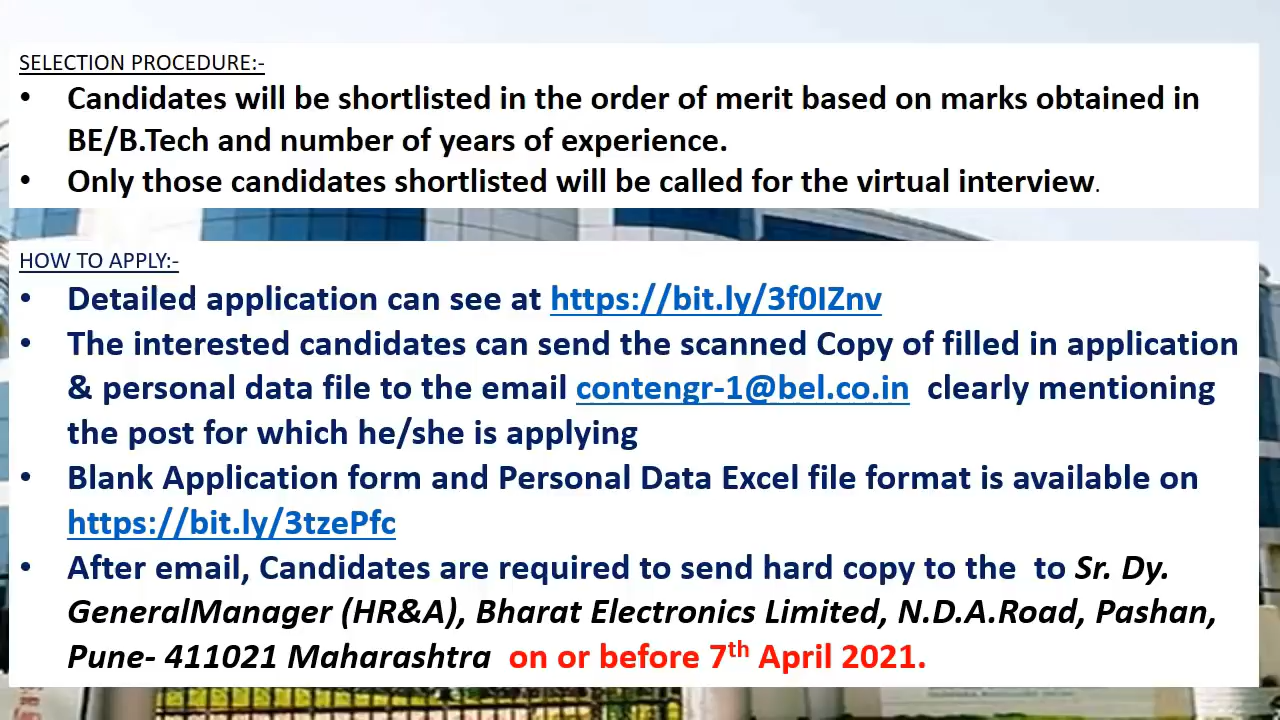 SELECTION PROCEDURE:-
• Candidates will be shortlisted in the order of merit based on marks obtained in
BE/B.Tech and number of years of experience.
• Only those candidates shortlisted will be called for the virtual interview.
HOW TO APPLY:-
• Detailed application can see at https://bit.ly/3f0IZnv
• The interested candidates can send the scanned Copy of filled in application
& personal data file to the email contengr-1@bel.co.in clearly mentioning
the post for which he/she is applying
• Blank Application form and Personal Data Excel file format is available on
https://bit.ly/3tzePfc
• After email, Candidates are required to send hard copy to the to Sr. Dy.
GeneralManager (HR&A), Bharat Electronics Limited, N.D.A.Road, Pashan,
Pune- 411021 Maharashtra on or before 7th April 2021.